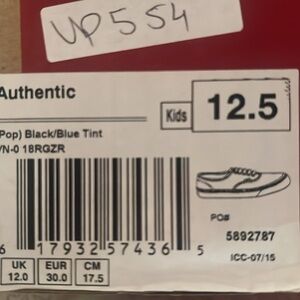 VP554
Authentic
Kids 12.5
Pop) Black/Blue Tint
VN-0 18RGZR
PO#
5892787
6 17932 57436 5
ICC-07/15
UK EUR CM
12.0 30.0 17.5